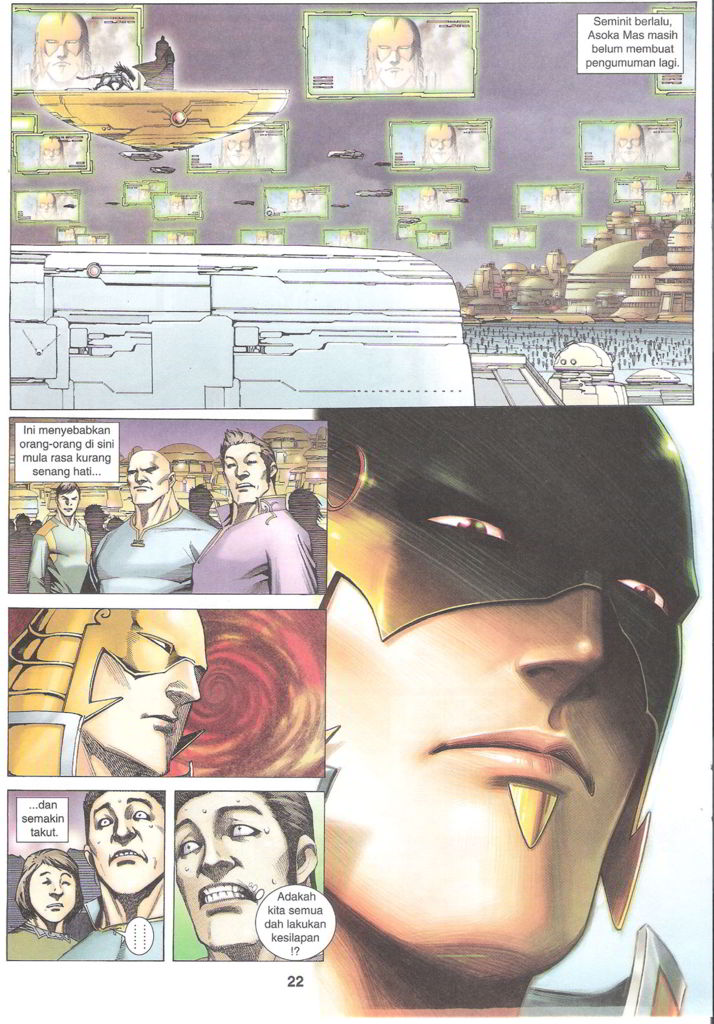 Seminit berlalu,
Asoka Mas masih
belum membuat
pengumuman lagi.
Ini menyebabkan
orang-orang di sini
mula rasa kurang
senang hati...
...dan
semakin
takut.
Adakah
kita semua
dah lakukan
kesilapan
!?
22